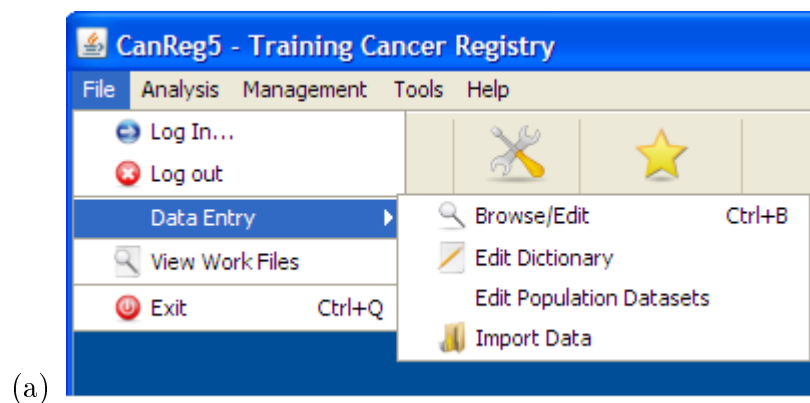 CanReg5 - Training Cancer Registry
File Analysis Management Tools Help
Log In...
Log out
Data Entry
View Work Files
Exit Ctrl+Q
Browse/Edit Ctrl+B
Edit Dictionary
Edit Population Datasets
Import Data
(a)